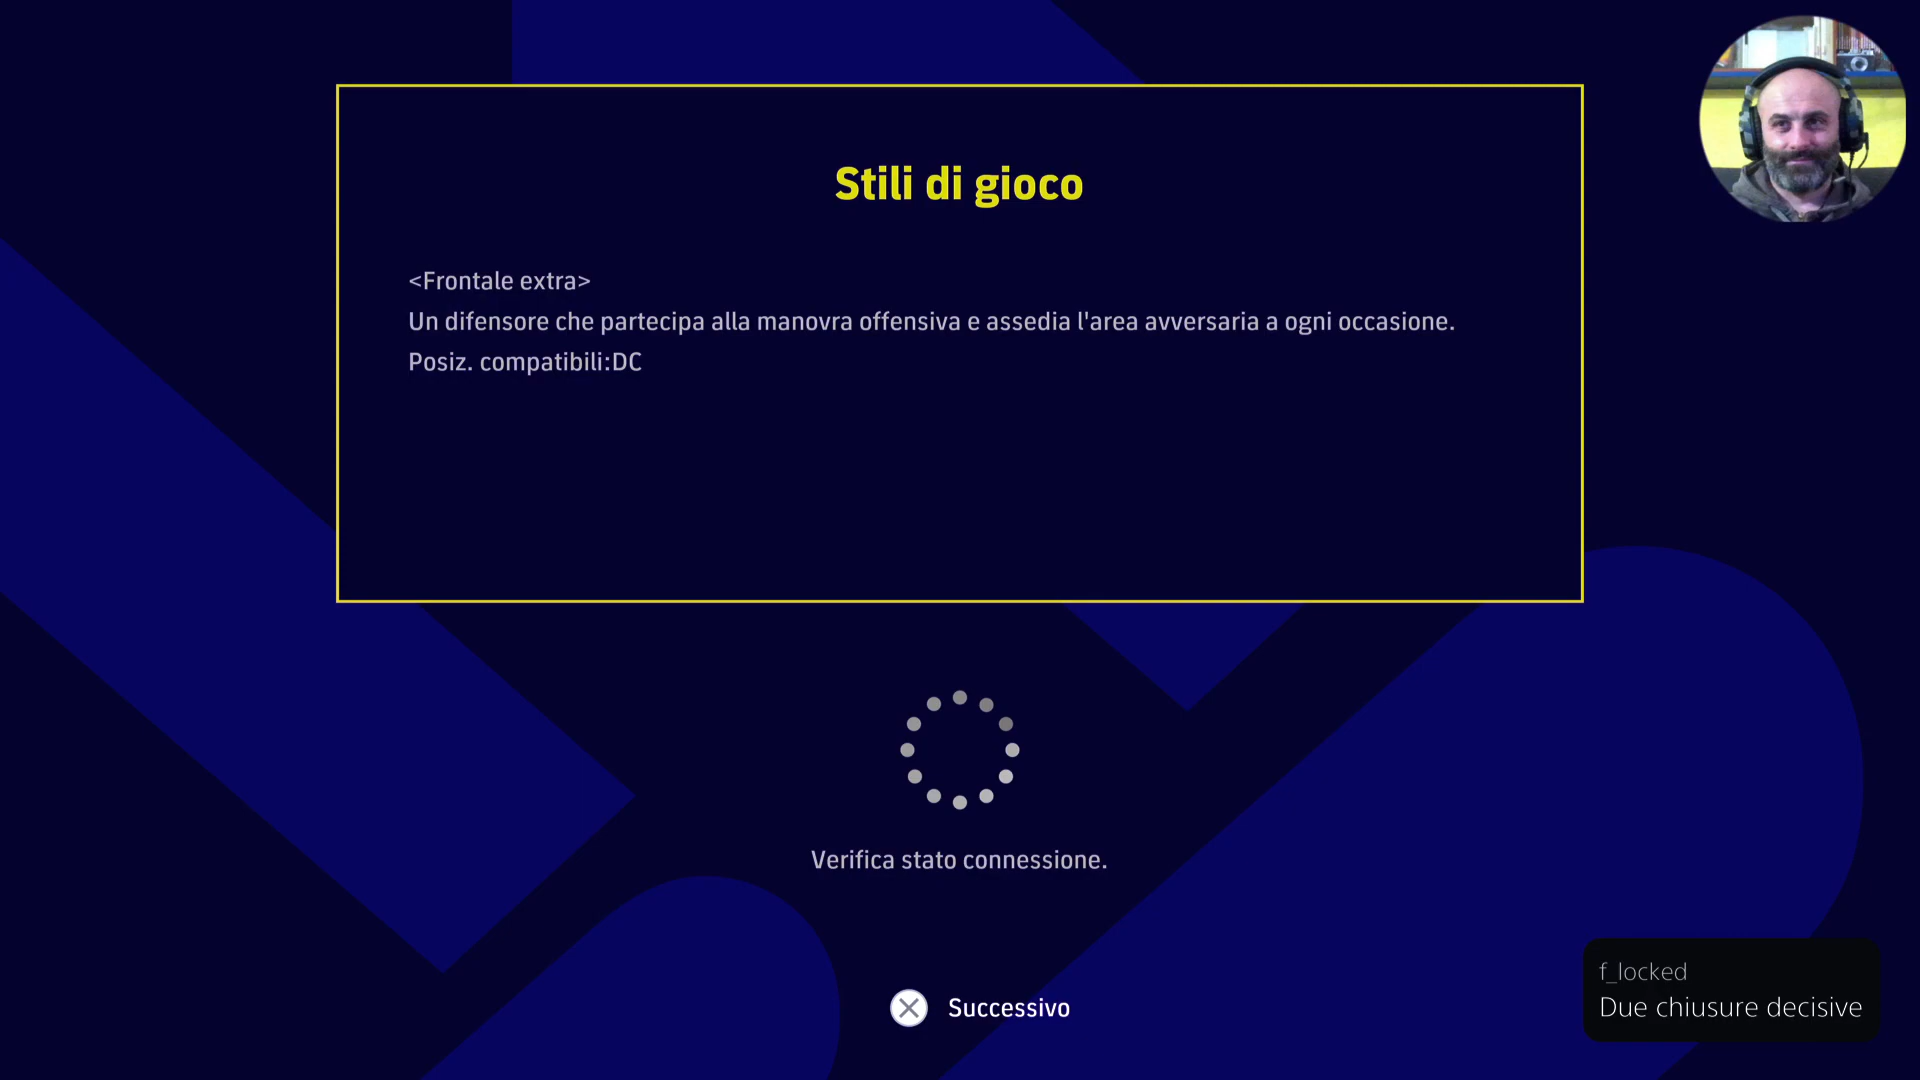 Stili di gioco
<Frontale extra>
Un difensore che partecipa alla manovra offensiva e assedia l'area avversaria a ogni occasione.
Posiz. compatibili:DC
Verifica stato connessione.
Successivo
f_locked
Due chiusure decisive